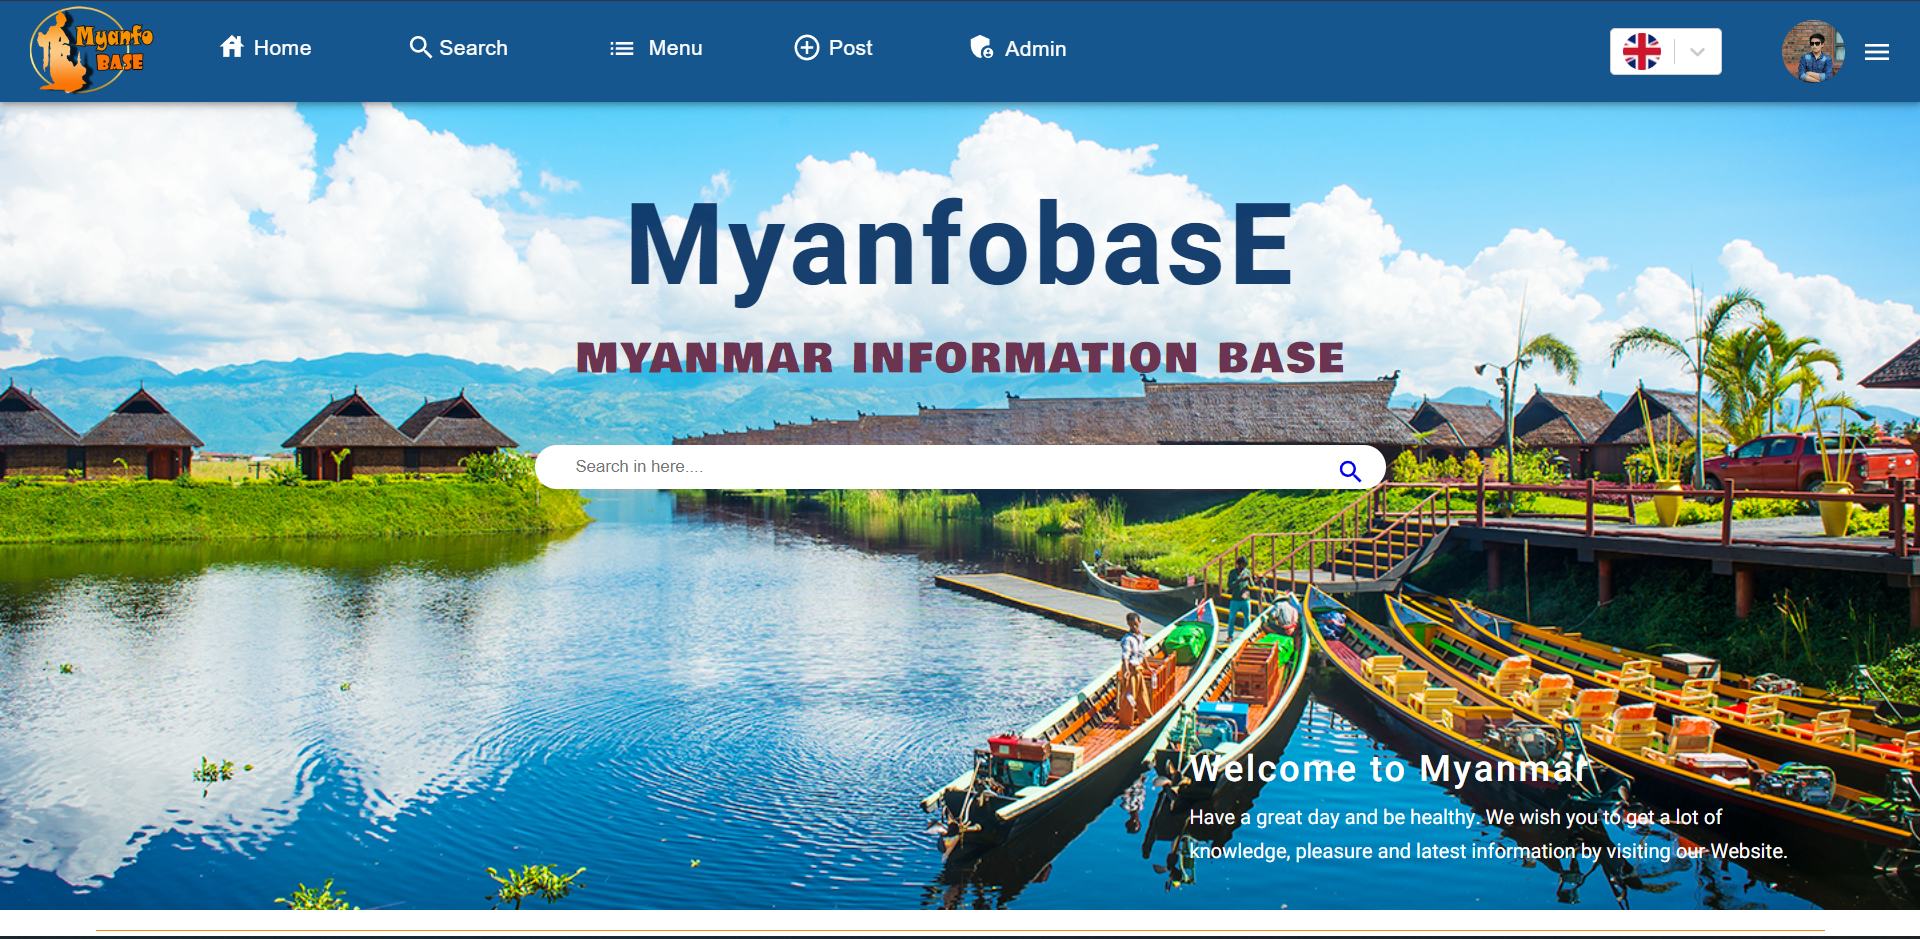 Myanfo
BASE
Home
Search
Menu
Post
Admin
MyanfobasE
MYANMAR INFORMATION BASE
Search in here....
Welcome to Myanmar
Have a great day and be healthy. We wish you to get a lot of
knowledge, pleasure and latest information by visiting our Website.